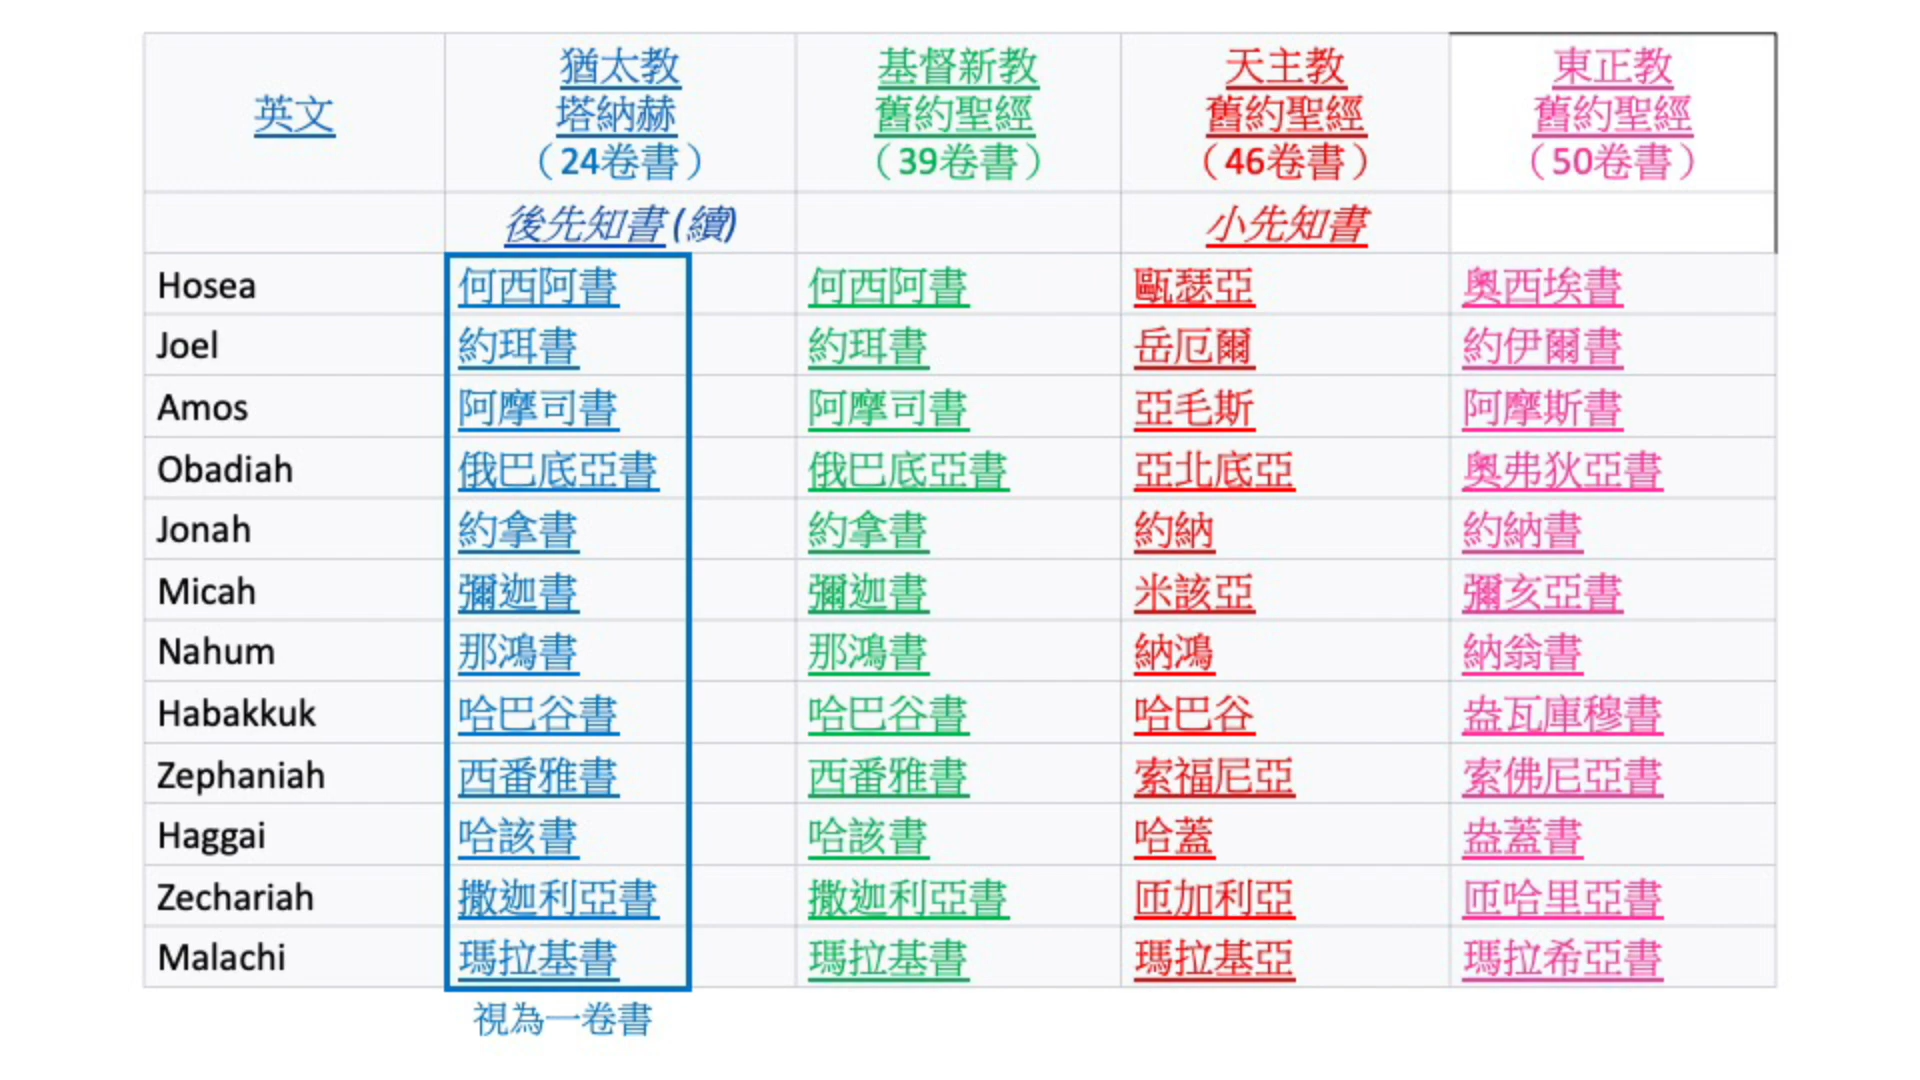 英文
猶太教
塔納赫
（24卷書）
基督新教
舊約聖經
（39卷書）
天主教
舊約聖經
（46卷書）
東正教
舊約聖經
（50卷書）
後先知書(續)
小先知書
Hosea 何西阿書 何西阿書 甌瑟亞 奧西埃書
Joel 約珥書 約珥書 岳厄爾 約伊爾書
Amos 阿摩司書 阿摩司書 亞毛斯 阿摩斯書
Obadiah 俄巴底亞書 俄巴底亞書 亞北底亞 奧弗狄亞書
Jonah 約拿書 約拿書 約納 約納書
Micah 彌迦書 彌迦書 米該亞 彌亥亞書
Nahum 那鴻書 那鴻書 納鴻 納翁書
Habakkuk 哈巴谷書 哈巴谷書 哈巴谷 盎瓦庫穆書
Zephaniah 西番雅書 西番雅書 索福尼亞 索佛尼亞書
Haggai 哈該書 哈該書 哈蓋 盎蓋書
Zechariah 撒迦利亞書 撒迦利亞書 匝加利亞 匝哈里亞書
Malachi 瑪拉基書 瑪拉基書 瑪拉基亞 瑪拉希亞書
視為一卷書